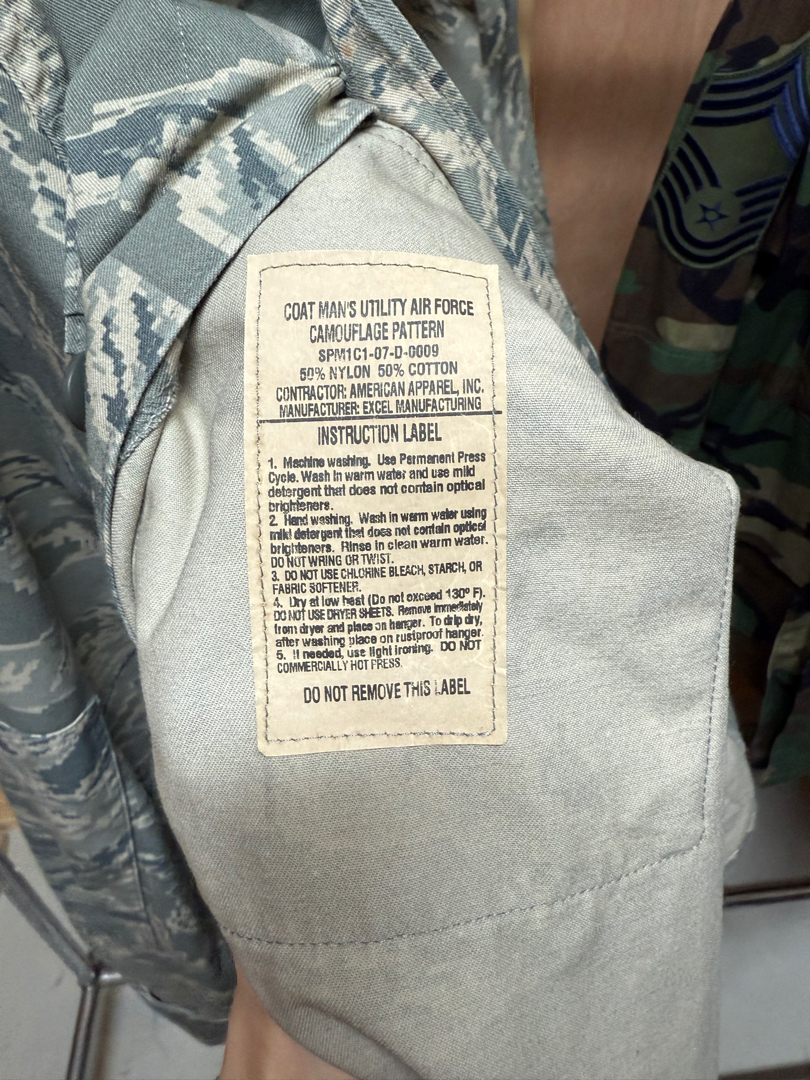 COAT MAN'S UTILITY AIR FORCE
CAMOUFLAGE PATTERN
SPM1C1-07-D-0009
50% NYLON 50% COTTON
CONTRACTOR: AMERICAN APPAREL, INC.
MANUFACTURER: EXCEL MANUFACTURING
INSTRUCTION LABEL
1. Machine washing. Use Permanent Press
Cycle. Wash in warm water and use mild
detergent that does not contain optical
brighteners.
2. Hand washing. Wash in warm water using
mild detergent that does not contain optical
brighteners. Rinse in clean warm water.
DO NOT WRING OR TWIST.
3. DO NOT USE CHLORINE BLEACH, STARCH, OR
FABRIC SOFTENER.
4. Dry at low heat (Do not exceed 130° F).
DO NOT USE DRYER SHEETS. Remove immediately
from dryer and place on hanger. To drip dry,
after washing place on rustproof hanger.
5. If needed, use light ironing. DO NOT
COMMERCIALLY HOT PRESS.
DO NOT REMOVE THIS LABEL